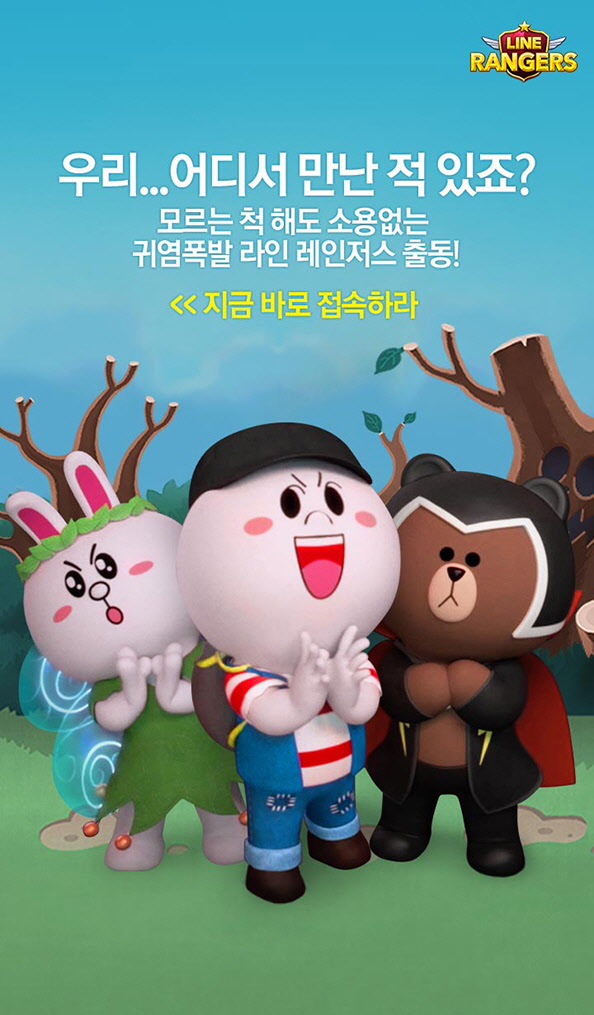 LINE
RANGERS
우리...어디서 만난 적 있죠?
모르는 척 해도 소용없는
귀염폭발 라인 레인저스 출동!
<< 지금 바로 접속하라